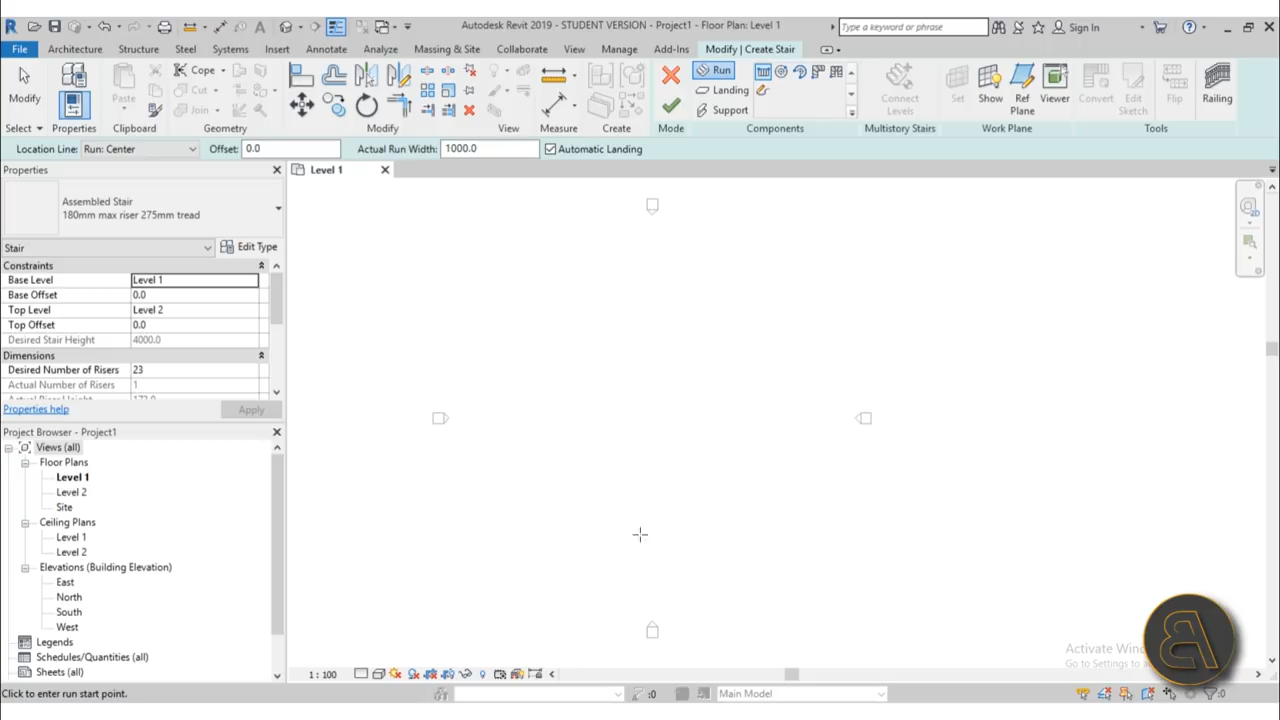 Autodesk Revit 2019 - STUDENT VERSION - Project1 - Floor Plan: Level 1
Type a keyword or phrase
Sign In
File Architecture Structure Steel Systems Insert Annotate Analyze Massing & Site Collaborate View Manage Add-Ins Modify | Create Stair
Modify
Paste
Cope
Cut
Join
Run
Landing
Support
Connect
Levels
Set
Show
Ref
Plane
Viewer
Convert
Edit
Sketch
Flip
Railing
Select Properties Clipboard Geometry Modify View Measure Create Mode Components Multistory Stairs Work Plane Tools
Location Line: Run: Center Offset: 0.0 Actual Run Width: 1000.0 Automatic Landing
Properties
Level 1
Assembled Stair
180mm max riser 275mm tread
Stair Edit Type
Constraints
Base Level Level 1
Base Offset 0.0
Top Level Level 2
Top Offset 0.0
Desired Stair Height 4000.0
Dimensions
Desired Number of Risers 23
Actual Number of Risers 1
Actual Riser Height 173.9
Properties help Apply
Project Browser - Project1
Views (all)
Floor Plans
Level 1
Level 2
Site
Ceiling Plans
Level 1
Level 2
Elevations (Building Elevation)
East
North
South
West
Legends
Schedules/Quantities (all)
Sheets (all)
2D
Activate Win
Go to Settings to a
1 : 100
Click to enter run start point.
:0
Main Model
:0